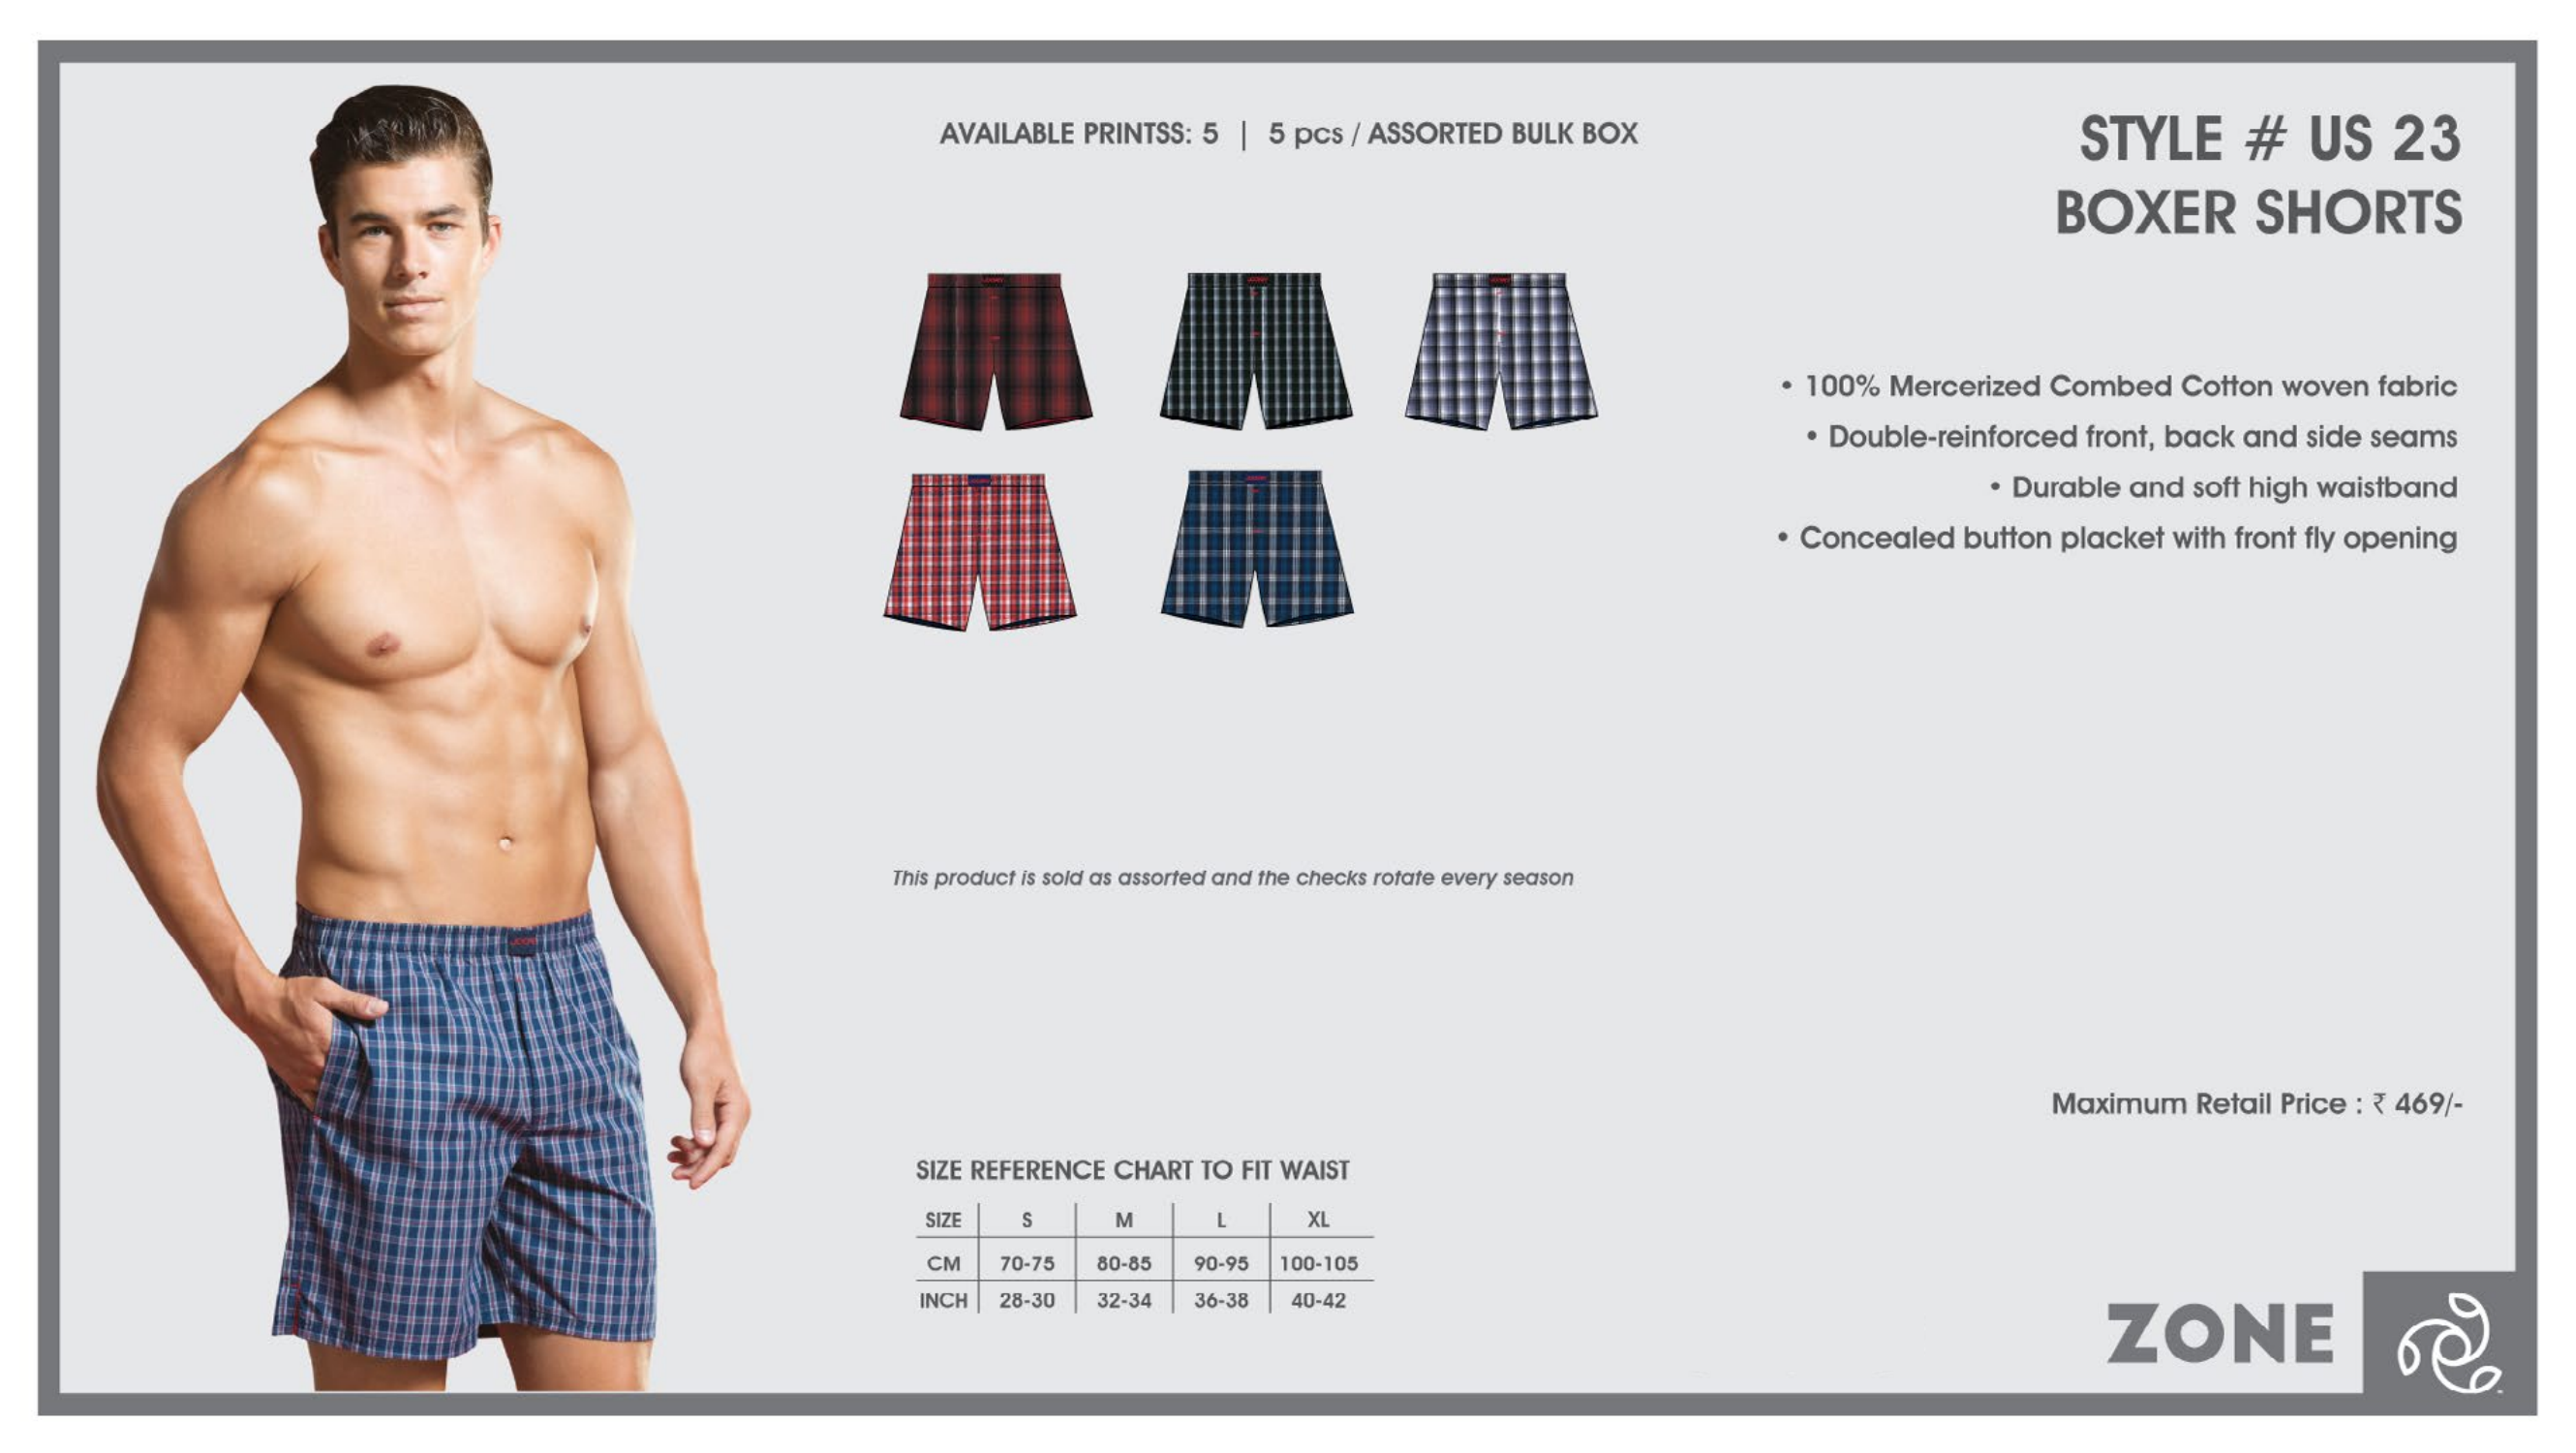 AVAILABLE PRINTSS: 5 | 5 pcs / ASSORTED BULK BOX
STYLE # US 23
BOXER SHORTS
• 100% Mercerized Combed Cotton woven fabric
• Double-reinforced front, back and side seams
• Durable and soft high waistband
• Concealed button placket with front fly opening
This product is sold as assorted and the checks rotate every season
Maximum Retail Price : ₹ 469/-
SIZE REFERENCE CHART TO FIT WAIST
SIZE S M L XL
CM 70-75 80-85 90-95 100-105
INCH 28-30 32-34 36-38 40-42
ZONE